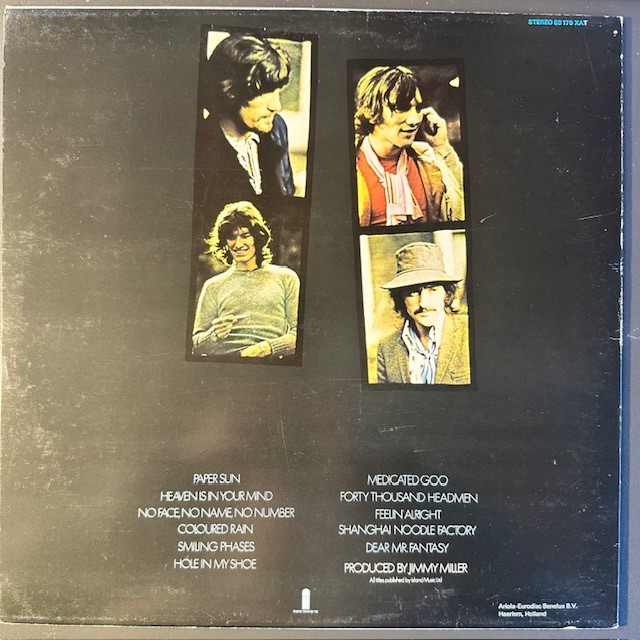 STEREO 88 176 XAT
PAPER SUN
HEAVEN IS IN YOUR MIND
NO FACE, NO NAME, NO NUMBER
COLOURED RAIN
SMILING PHASES
HOLE IN MY SHOE
MEDICATED GOO
FORTY THOUSAND HEADMEN
FEELIN ALRIGHT
SHANGHAI NOODLE FACTORY
DEAR MR. FANTASY
PRODUCED BY JIMMY MILLER
All titles published by Island Music Ltd
Ariola-Eurodisc Benelux B.V.
Haarlem, Holland